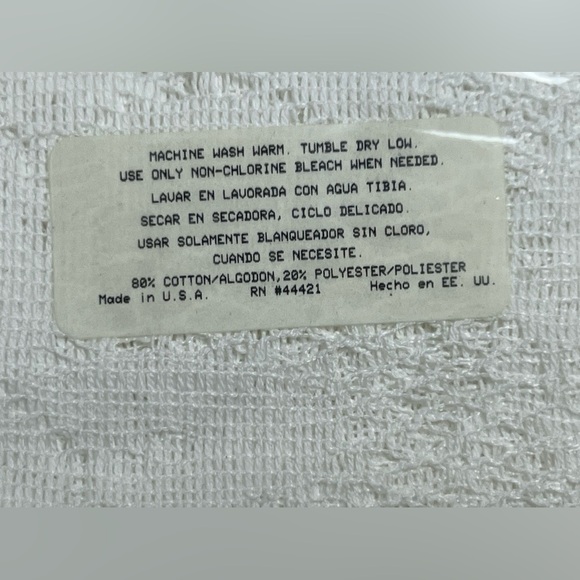 MACHINE WASH WARM. TUMBLE DRY LOW.
USE ONLY NON-CHLORINE BLEACH WHEN NEEDED.
LAVAR EN LAVORADA CON AGUA TIBIA.
SECAR EN SECADORA, CICLO DELICADO.
USAR SOLAMENTE BLANQUEADOR SIN CLORO,
CUANDO SE NECESITE.
80% COTTON/ALGODON,20% POLYESTER/POLIESTER
Made in U.S.A. RN #44421 Hecho en EE. UU.